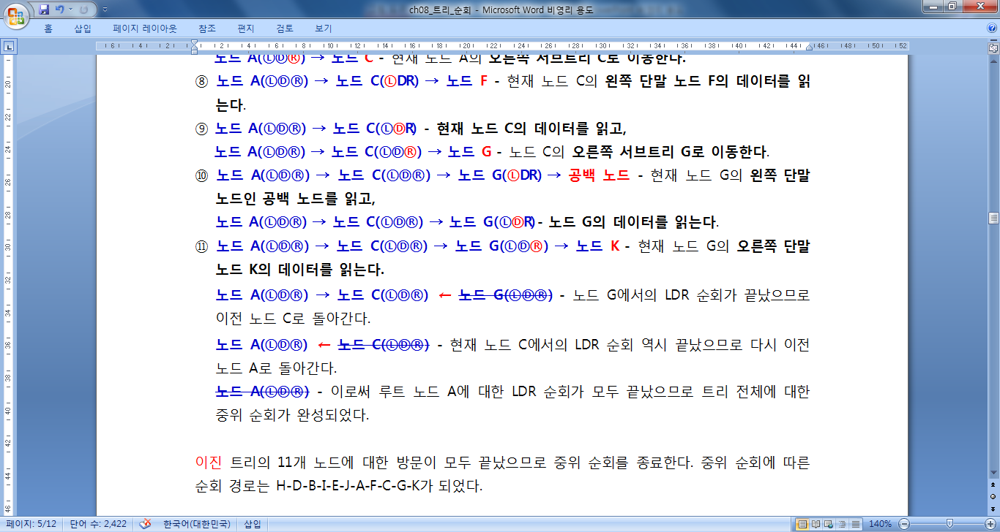 ch08_트리_순회 - Microsoft Word 비영리 용도
홈 삽입 페이지 레이아웃 참조 편지 검토 보기
노드 A(ⓁⒹⓇ) → 노드 C - 현재 노드 A의 오른쪽 서브트리 C로 이동한다.
⑧ 노드 A(ⓁⒹⓇ) → 노드 C(ⓁDR) → 노드 F - 현재 노드 C의 왼쪽 단말 노드 F의 데이터를 읽
는다.
⑨ 노드 A(ⓁⒹⓇ) → 노드 C(ⓁⒹR) - 현재 노드 C의 데이터를 읽고,
노드 A(ⓁⒹⓇ) → 노드 C(ⓁⒹⓇ) → 노드 G - 노드 C의 오른쪽 서브트리 G로 이동한다.
⑩ 노드 A(ⓁⒹⓇ) → 노드 C(ⓁⒹⓇ) → 노드 G(ⓁDR) → 공백 노드 - 현재 노드 G의 왼쪽 단말
노드인 공백 노드를 읽고,
노드 A(ⓁⒹⓇ) → 노드 C(ⓁⒹⓇ) → 노드 G(ⓁⒹR) - 노드 G의 데이터를 읽는다.
⑪ 노드 A(ⓁⒹⓇ) → 노드 C(ⓁⒹⓇ) → 노드 G(ⓁⒹⓇ) → 노드 K - 현재 노드 G의 오른쪽 단말
노드 K의 데이터를 읽는다.
노드 A(ⓁⒹⓇ) → 노드 C(ⓁⒹⓇ) ← 노드 G(ⓁⒹⓇ) - 노드 G에서의 LDR 순회가 끝났으므로
이전 노드 C로 돌아간다.
노드 A(ⓁⒹⓇ) ← 노드 C(ⓁⒹⓇ) - 현재 노드 C에서의 LDR 순회 역시 끝났으므로 다시 이전
노드 A로 돌아간다.
노드 A(ⓁⒹⓇ) - 이로써 루트 노드 A에 대한 LDR 순회가 모두 끝났으므로 트리 전체에 대한
중위 순회가 완성되었다.
이진 트리의 11개 노드에 대한 방문이 모두 끝났으므로 중위 순회를 종료한다. 중위 순회에 따른
순회 경로는 H-D-B-I-E-J-A-F-C-G-K가 되었다.
페이지: 5/12 단어 수: 2,422 한국어(대한민국) 삽입 140%